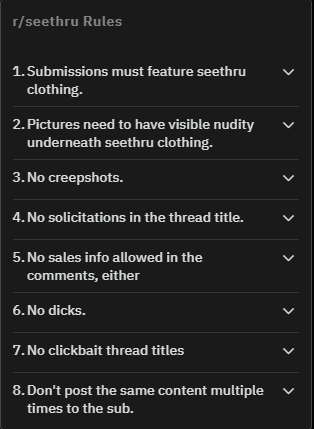 r/seethru Rules
1. Submissions must feature seethru
clothing.
2. Pictures need to have visible nudity
underneath seethru clothing.
3. No creepshots.
4. No solicitations in the thread title.
5. No sales info allowed in the
comments, either
6. No dicks.
7. No clickbait thread titles
8. Don't post the same content multiple
times to the sub.